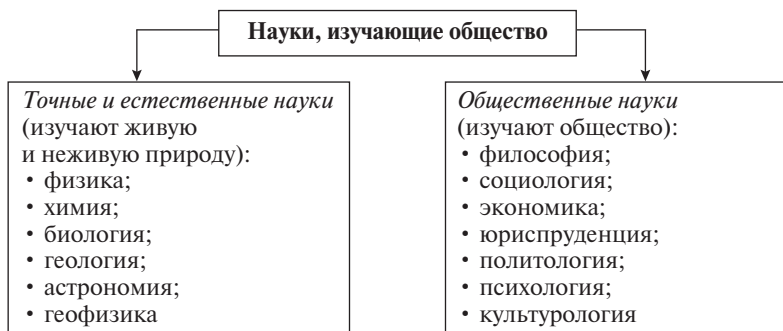 Науки, изучающие общество
Точные и естественные науки
(изучают живую
и неживую природу):
• физика;
• химия;
• биология;
• геология;
• астрономия;
• геофизика
Общественные науки
(изучают общество):
• философия;
• социология;
• экономика;
• юриспруденция;
• политология;
• психология;
• культурология